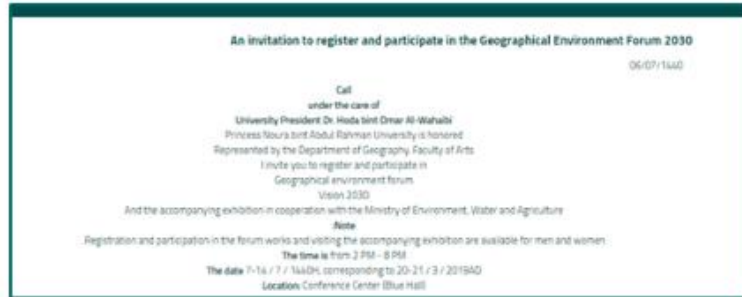 An invitation to register and participate in the Geographical Environment Forum 2030
06/07/1440
Call
under the care of
University President Dr. Hoda bint Omar Al-Wahaibi
Princess Noura bint Abdul Rahman University is honored
Represented by the Department of Geography, Faculty of Arts
I invite you to register and participate in
Geographical environment forum
Vision 2030
And the accompanying exhibition in cooperation with the Ministry of Environment, Water and Agriculture
Note
Registration and participation in the forum works and visiting the accompanying exhibition are available for men and women
The time is from 2 PM - 8 PM
The date 7-14 / 7 / 1440H, corresponding to 20-21 / 3 / 2019AD
Location: Conference Center (Blue Hall)